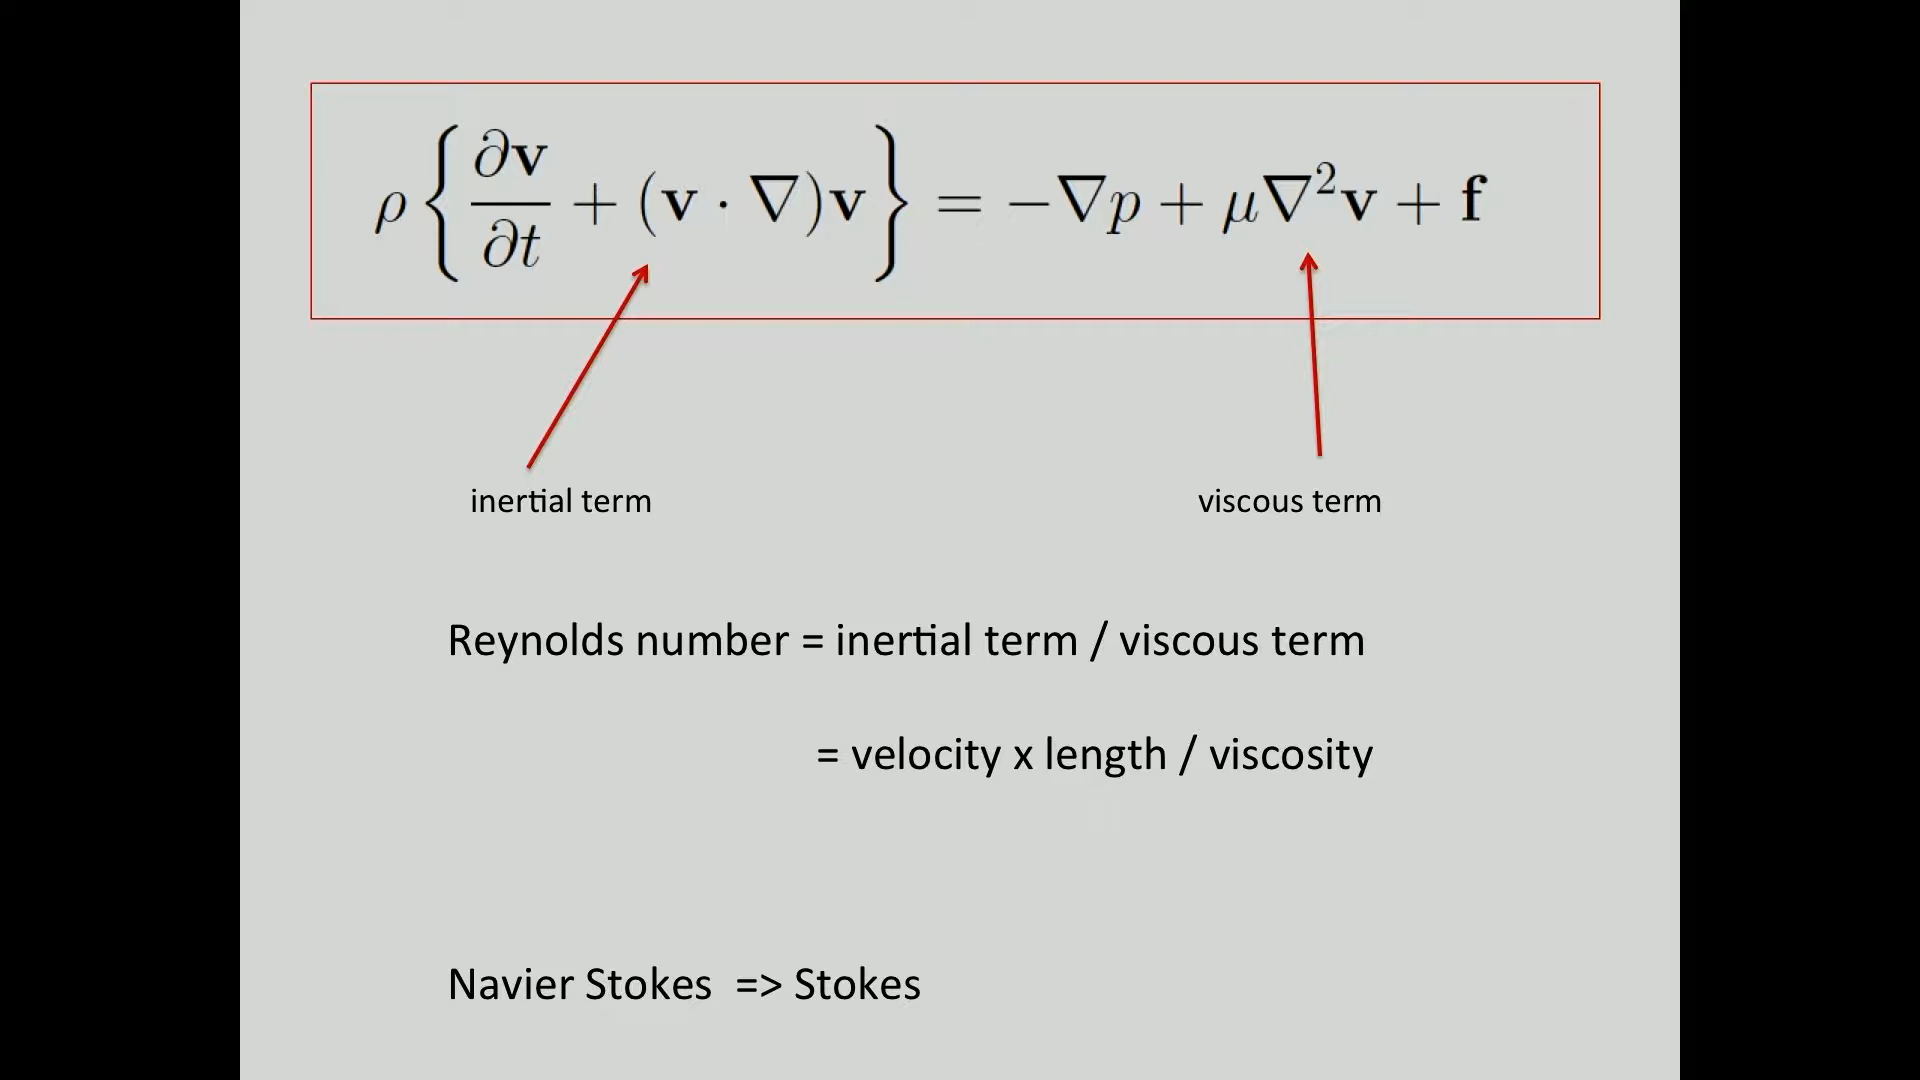 ρ{∂v/∂t + (v · ∇)v} = −∇p + μ∇²v + f
inertial term
viscous term
Reynolds number = inertial term / viscous term
= velocity x length / viscosity
Navier Stokes => Stokes